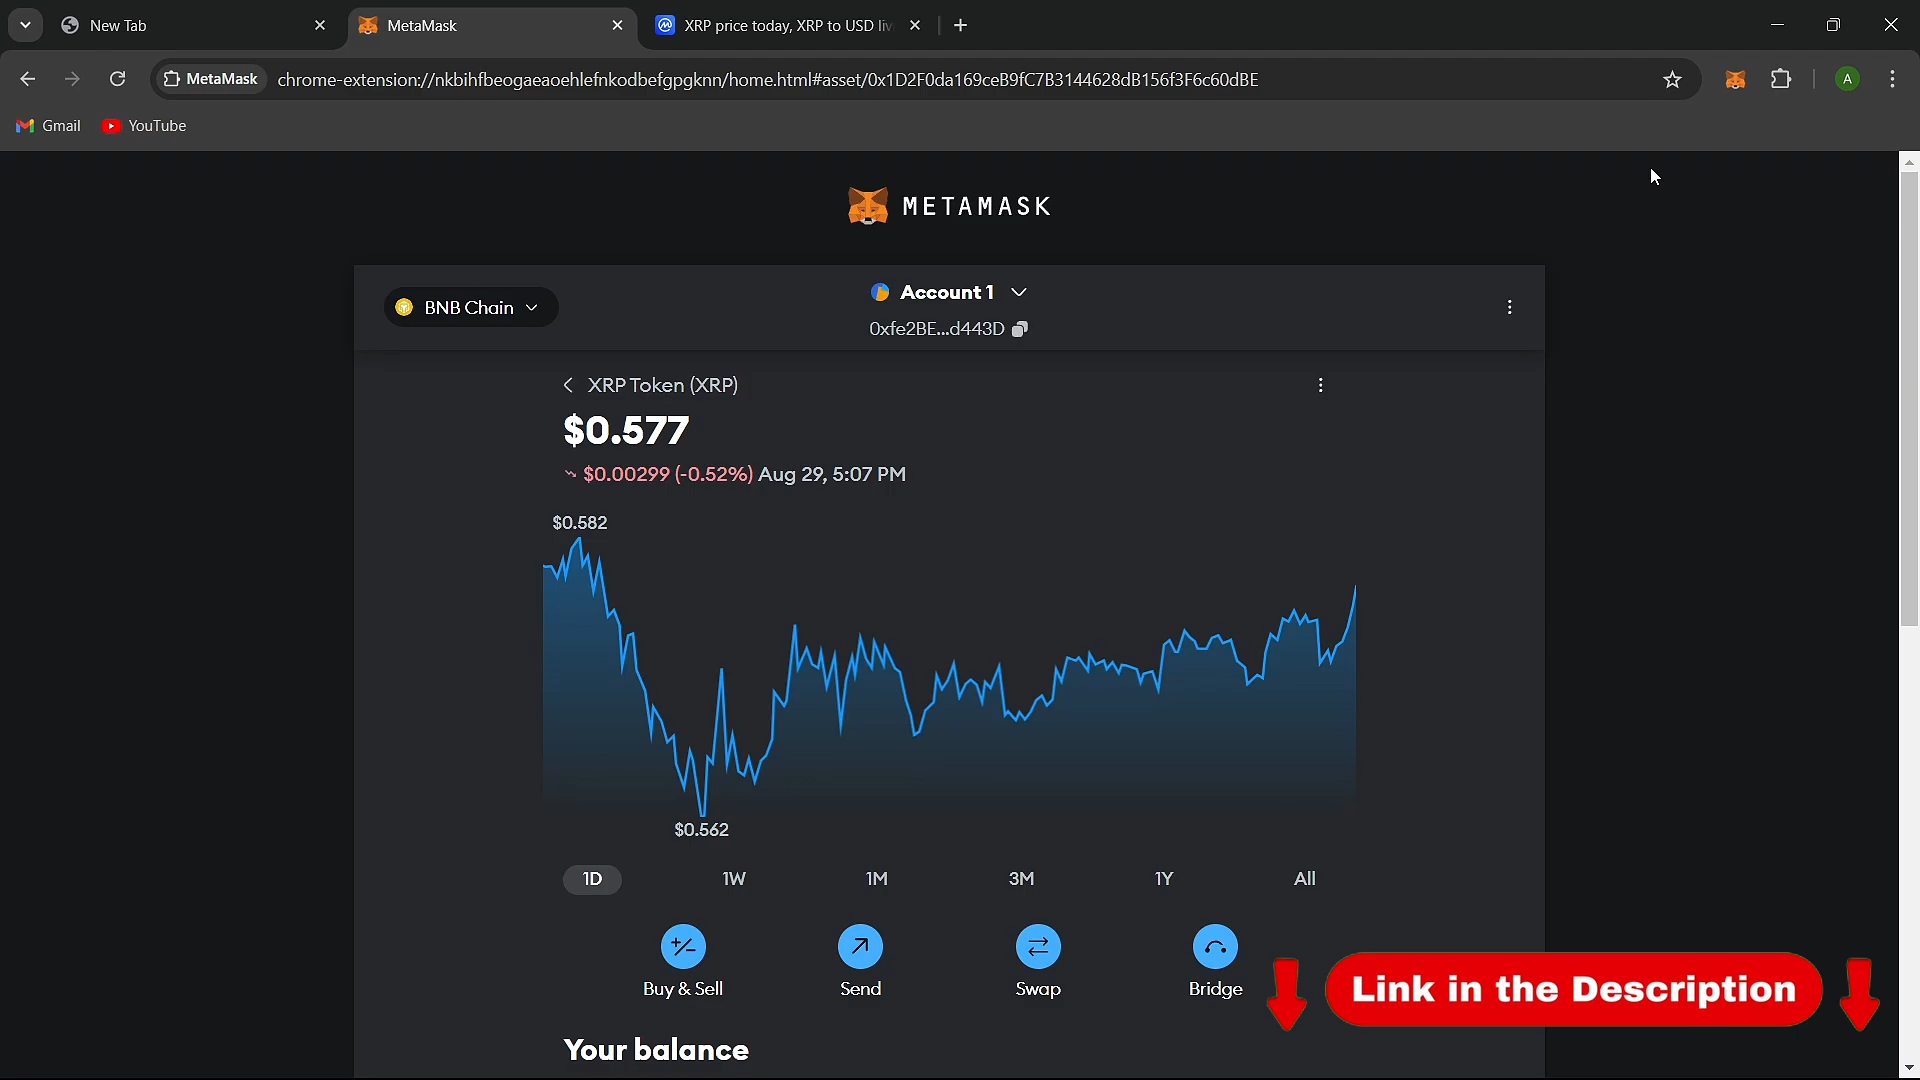 New Tab
MetaMask
XRP price today, XRP to USD liv
MetaMask
chrome-extension://nkbihfbeogaeaoehlefnkodbefgpgknn/home.html#asset/0x1D2F0da169ceB9fC7B3144628dB156f3F6c60dBE
A
Gmail
YouTube
METAMASK
BNB Chain
Account 1
0xfe2BE...d443D
XRP Token (XRP)
$0.577
$0.00299 (-0.52%) Aug 29, 5:07 PM
$0.582
$0.562
1D
1W
1M
3M
1Y
All
Buy & Sell
Send
Swap
Bridge
Link in the Description
Your balance